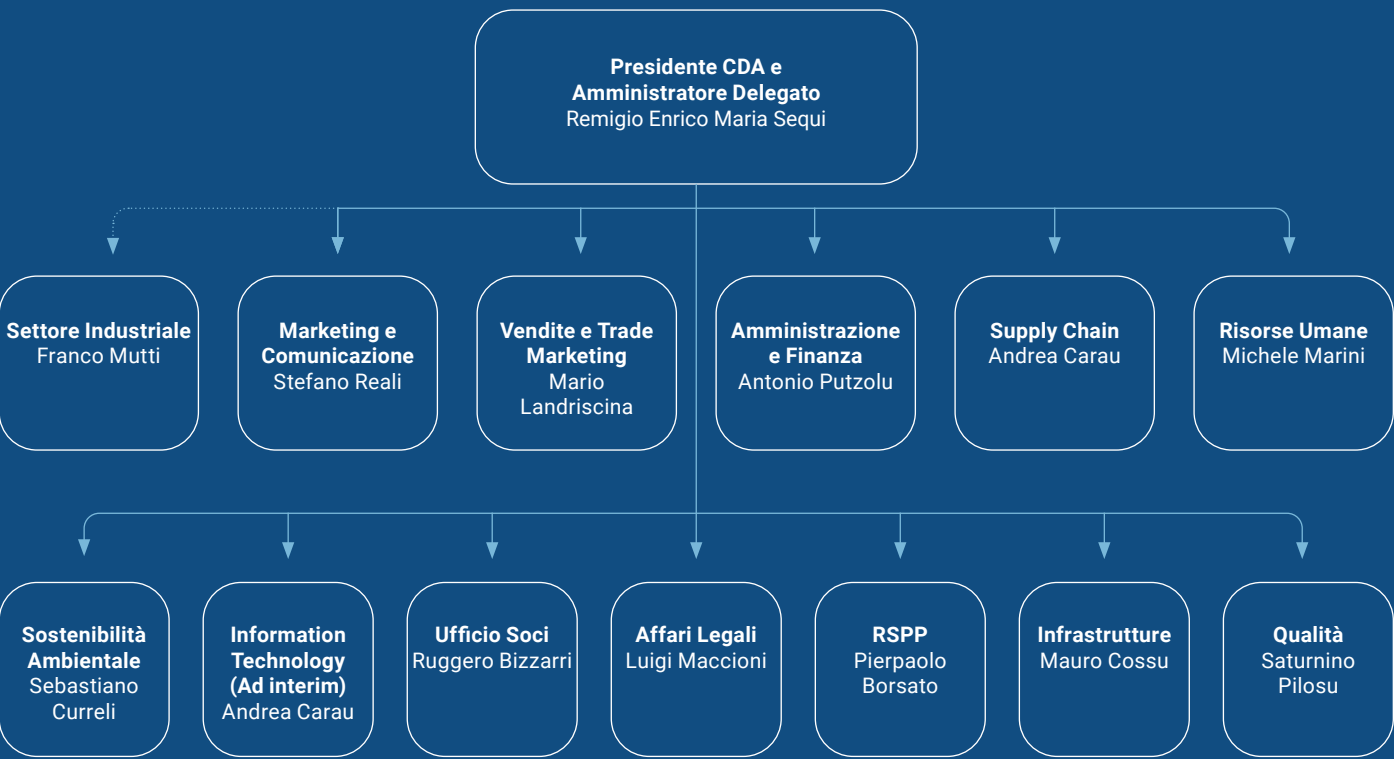 Presidente CDA e
Amministratore Delegato
Remigio Enrico Maria Sequi
Settore Industriale
Franco Mutti
Marketing e
Comunicazione
Stefano Reali
Vendite e Trade
Marketing
Mario
Landriscina
Amministrazione
e Finanza
Antonio Putzolu
Supply Chain
Andrea Carau
Risorse Umane
Michele Marini
Sostenibilità
Ambientale
Sebastiano
Curreli
Information
Technology
(Ad interim)
Andrea Carau
Ufficio Soci
Ruggero Bizzarri
Affari Legali
Luigi Maccioni
RSPP
Pierpaolo
Borsato
Infrastrutture
Mauro Cossu
Qualità
Saturnino
Pilosu